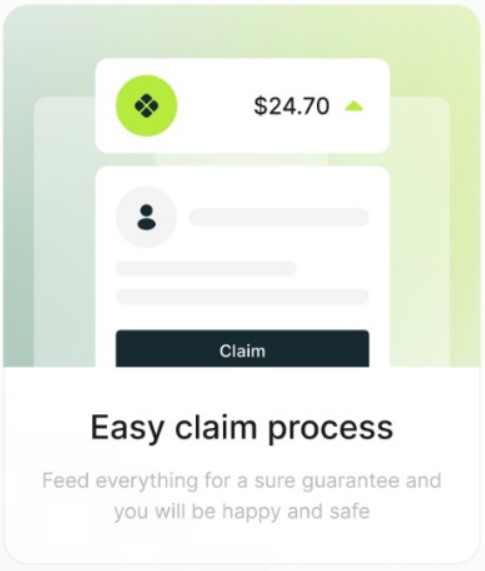 $24.70
Claim
Easy claim process
Feed everything for a sure guarantee and
you will be happy and safe